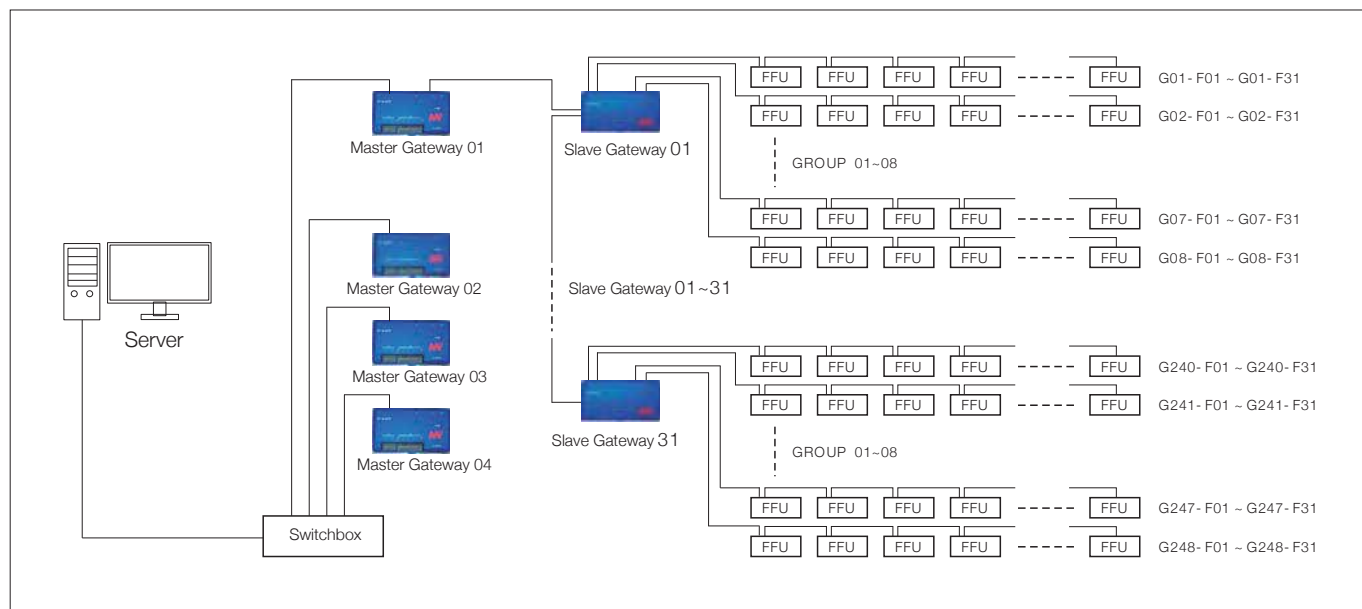 FFU FFU FFU FFU FFU G01- F01 ~ G01- F31
FFU FFU FFU FFU FFU G02- F01 ~ G02- F31
Master Gateway 01
Slave Gateway 01
GROUP 01~08
FFU FFU FFU FFU FFU G07- F01 ~ G07- F31
FFU FFU FFU FFU FFU G08- F01 ~ G08- F31
Master Gateway 02
Slave Gateway 01~31
Server
FFU FFU FFU FFU FFU G240- F01 ~ G240- F31
Master Gateway 03
FFU FFU FFU FFU FFU G241- F01 ~ G241- F31
Slave Gateway 31
GROUP 01~08
Master Gateway 04
FFU FFU FFU FFU FFU G247- F01 ~ G247- F31
Switchbox
FFU FFU FFU FFU FFU G248- F01 ~ G248- F31